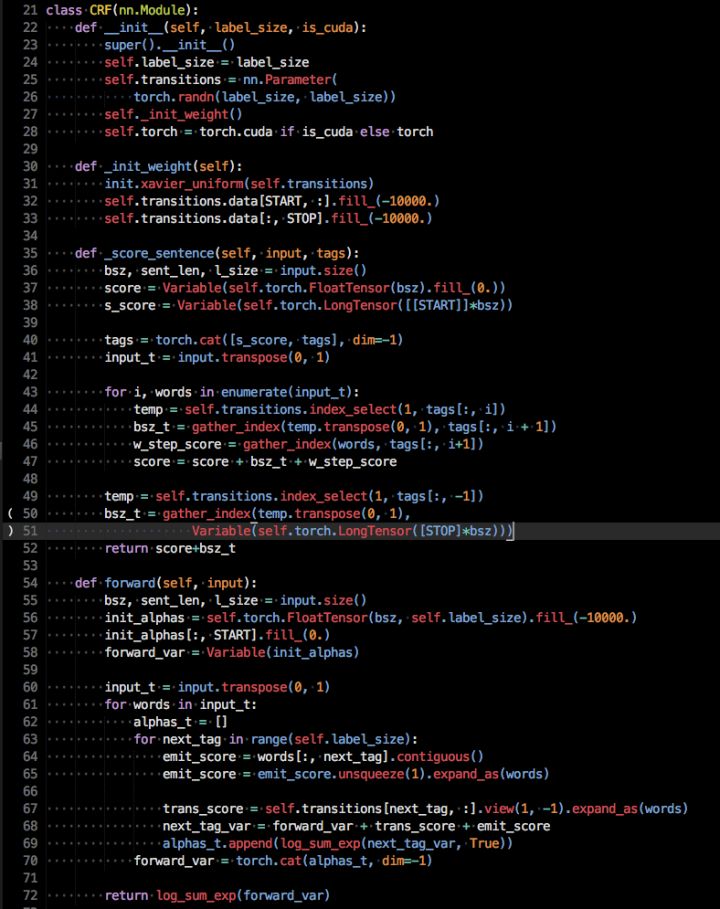 21 class CRF(nn.Module):
22 ····def·__init__(self,·label_size,·is_cuda):
23 ········super().__init__()
24 ········self.label_size·=·label_size
25 ········self.transitions·=·nn.Parameter(
26 ············torch.randn(label_size,·label_size))
27 ········self._init_weight()
28 ········self.torch·=·torch.cuda·if·is_cuda·else·torch
29
30 ····def·_init_weight(self):
31 ········init.xavier_uniform(self.transitions)
32 ········self.transitions.data[START,·:].fill_(-10000.)
33 ········self.transitions.data[:,·STOP].fill_(-10000.)
34
35 ····def·_score_sentence(self,·input,·tags):
36 ········bsz,·sent_len,·l_size·=·input.size()
37 ········score·=·Variable(self.torch.FloatTensor(bsz).fill_(0.))
38 ········s_score·=·Variable(self.torch.LongTensor([[START]]*bsz))
39
40 ········tags·=·torch.cat([s_score,·tags],·dim=-1)
41 ········input_t·=·input.transpose(0,·1)
42
43 ········for·i,·words·in·enumerate(input_t):
44 ············temp·=·self.transitions.index_select(1,·tags[:,·i])
45 ············bsz_t·=·gather_index(temp.transpose(0,·1),·tags[:,·i·+·1])
46 ············w_step_score·=·gather_index(words,·tags[:,·i+1])
47 ············score·=·score·+·bsz_t·+·w_step_score
48
49 ········temp·=·self.transitions.index_select(1,·tags[:,·-1])
( 50 ········bsz_t·=·gather_index(temp.transpose(0,·1),
) 51 ····················Variable(self.torch.LongTensor([STOP]*bsz)))
52 ········return·score+bsz_t
53
54 ····def·forward(self,·input):
55 ········bsz,·sent_len,·l_size·=·input.size()
56 ········init_alphas·=·self.torch.FloatTensor(bsz,·self.label_size).fill_(-10000.)
57 ········init_alphas[:,·START].fill_(0.)
58 ········forward_var·=·Variable(init_alphas)
59
60 ········input_t·=·input.transpose(0,·1)
61 ········for·words·in·input_t:
62 ············alphas_t·=·[]
63 ············for·next_tag·in·range(self.label_size):
64 ················emit_score·=·words[:,·next_tag].contiguous()
65 ················emit_score·=·emit_score.unsqueeze(1).expand_as(words)
66
67 ················trans_score·=·self.transitions[next_tag,·:].view(1,·-1).expand_as(words)
68 ················next_tag_var·=·forward_var·+·trans_score·+·emit_score
69 ················alphas_t.append(log_sum_exp(next_tag_var,·True))
70 ············forward_var·=·torch.cat(alphas_t,·dim=-1)
71
72 ········return·log_sum_exp(forward_var)